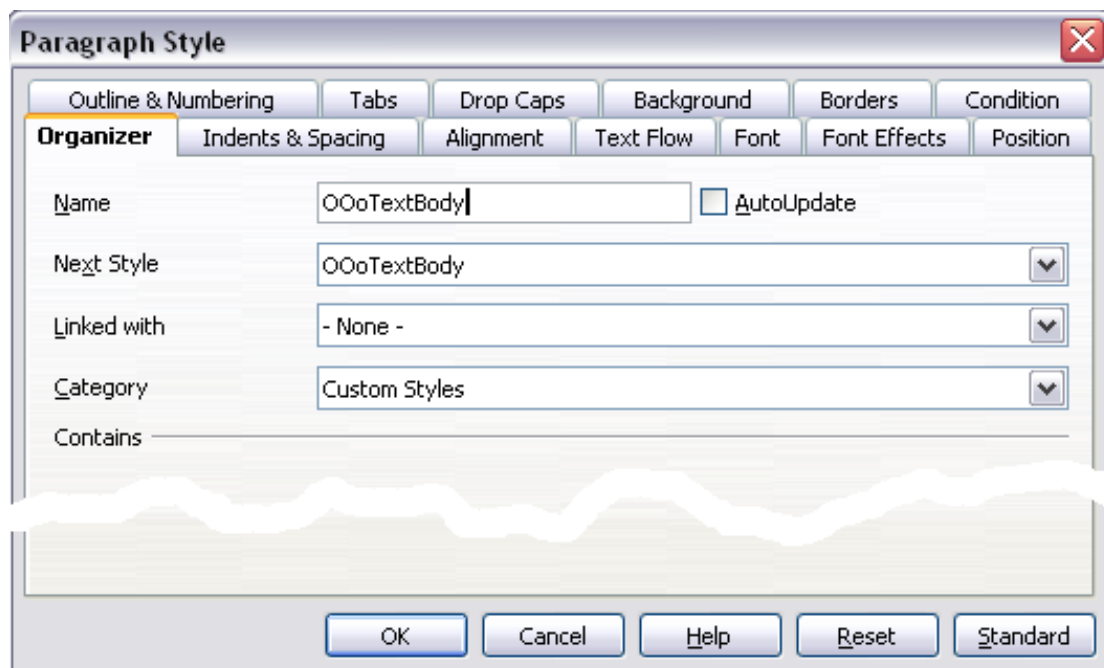 Paragraph Style
Outline & Numbering Tabs Drop Caps Background Borders Condition
Organizer Indents & Spacing Alignment Text Flow Font Font Effects Position
Name OOoTextBody AutoUpdate
Next Style OOoTextBody
Linked with - None -
Category Custom Styles
Contains
OK Cancel Help Reset Standard